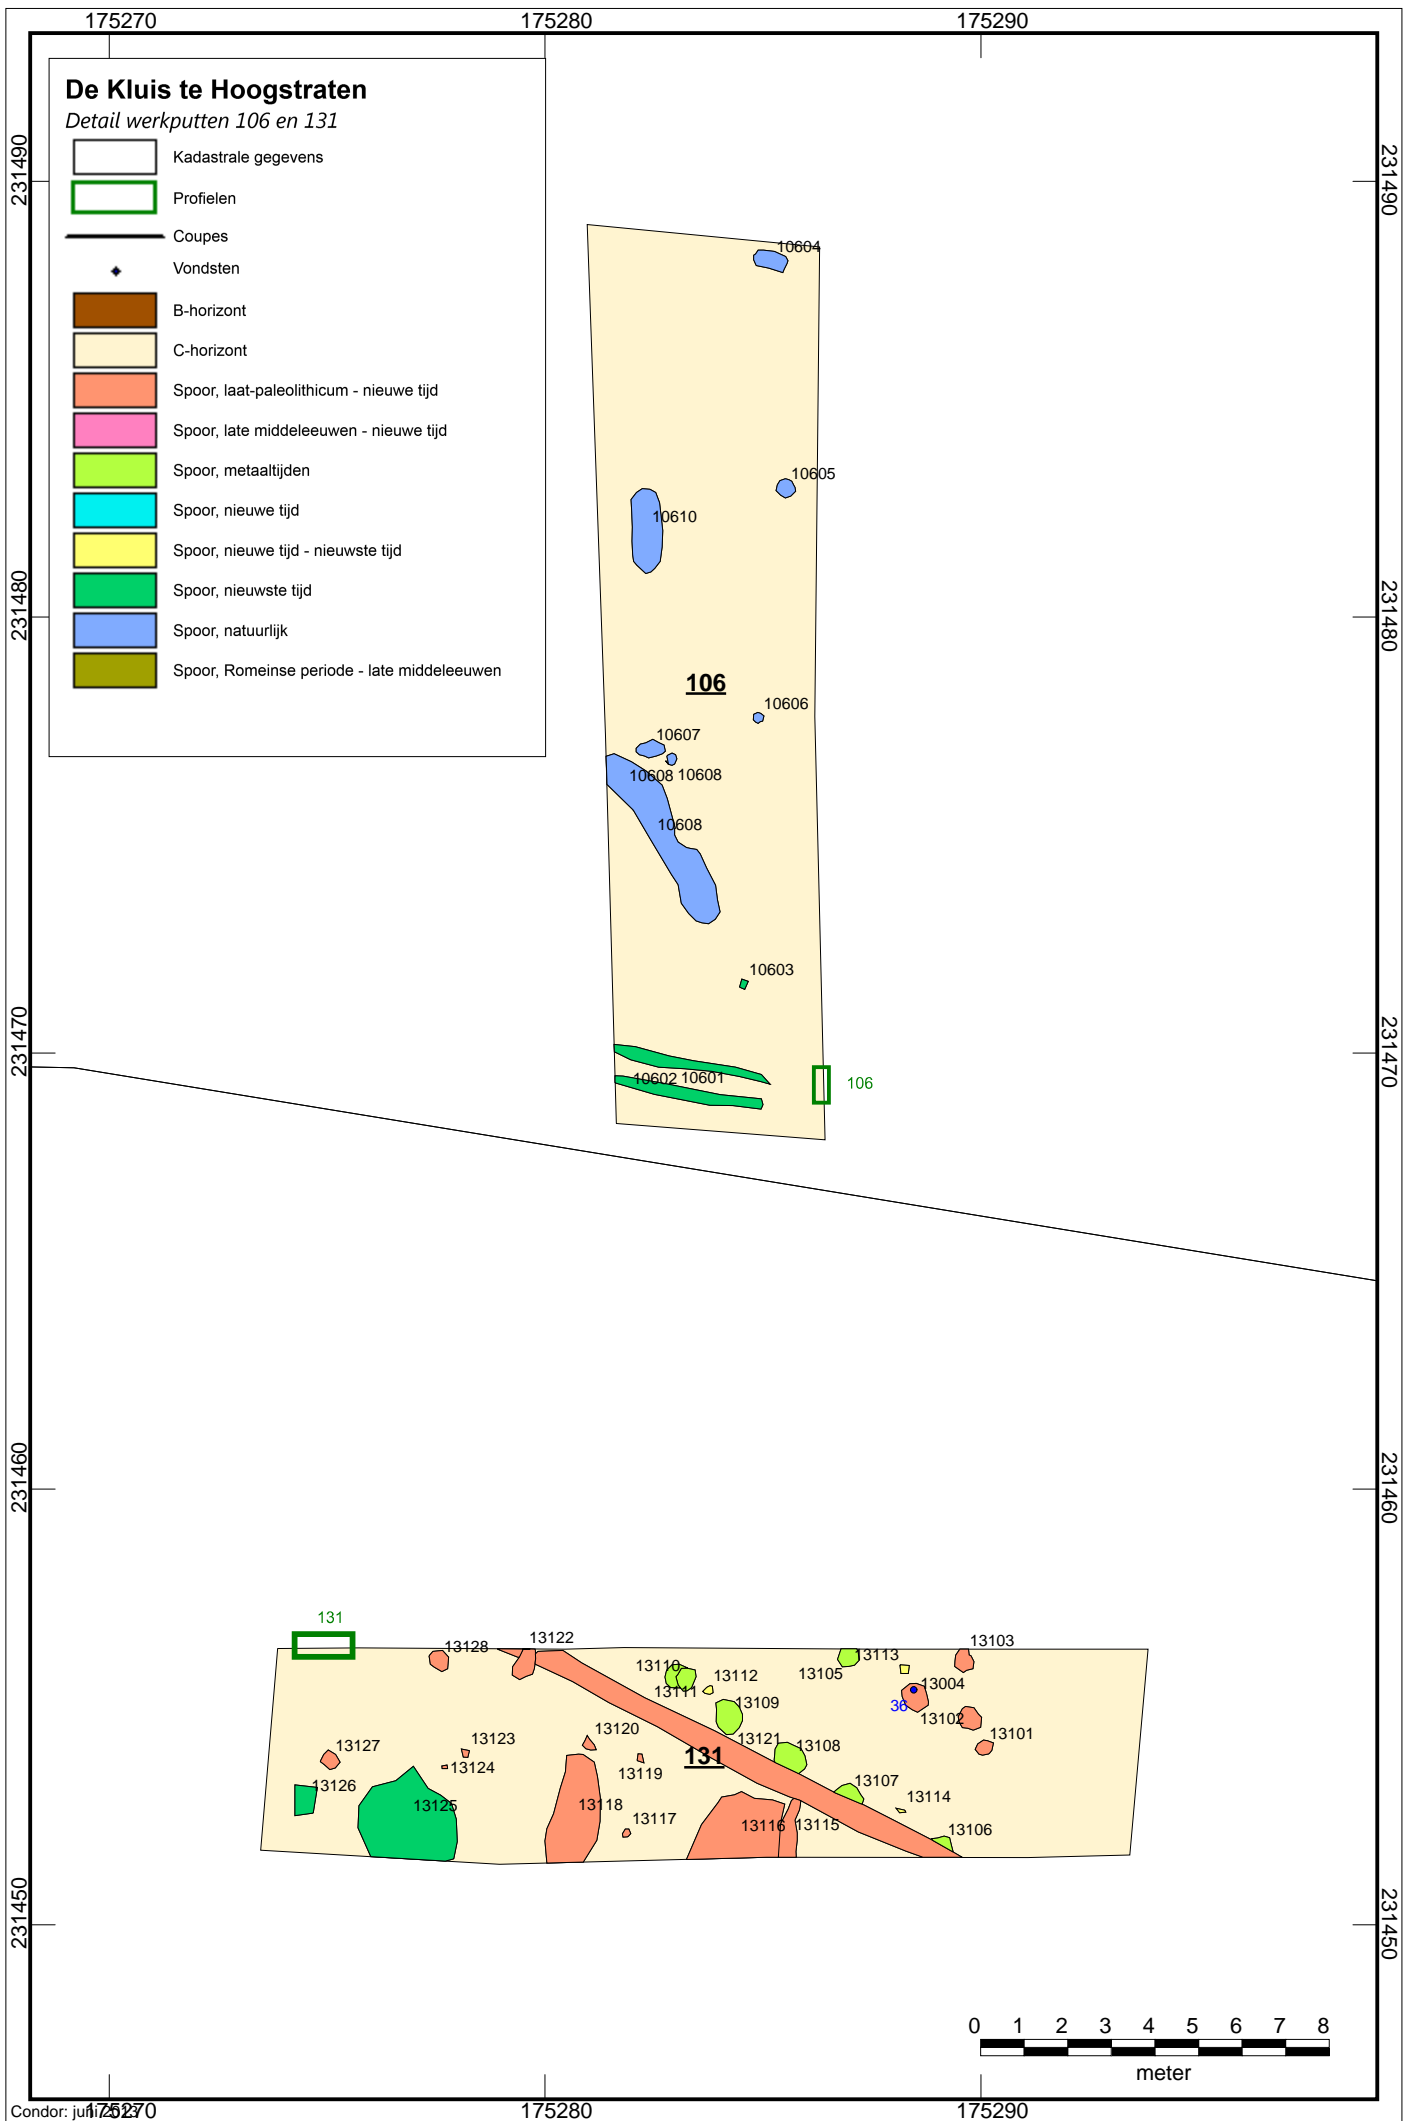 175270 175280 175290
De Kluis te Hoogstraten
Detail werkputten 106 en 131
Kadastrale gegevens
Profielen
Coupes
Vondsten
B-horizont
C-horizont
Spoor, laat-paleolithicum - nieuwe tijd
Spoor, late middeleeuwen - nieuwe tijd
Spoor, metaaltijden
Spoor, nieuwe tijd
Spoor, nieuwe tijd - nieuwste tijd
Spoor, nieuwste tijd
Spoor, natuurlijk
Spoor, Romeinse periode - late middeleeuwen
231490 231490
10604
10605
10610
231480 231480
106
10606
10607
10608 10608
10608
10603
231470 231470
10602 10601
106
231460 231460
131
13128 13122 13103
13110 13112 13105 13113
13111 13004
36
13109 13102
13127 13123 13120 13121 13108 13101
131
13124 13119
13126 13107
13125 13118 13114
13117 13116 13115 13106
231450 231450
0 1 2 3 4 5 6 7 8
meter
Condor: juni 2013
175270 175280 175290